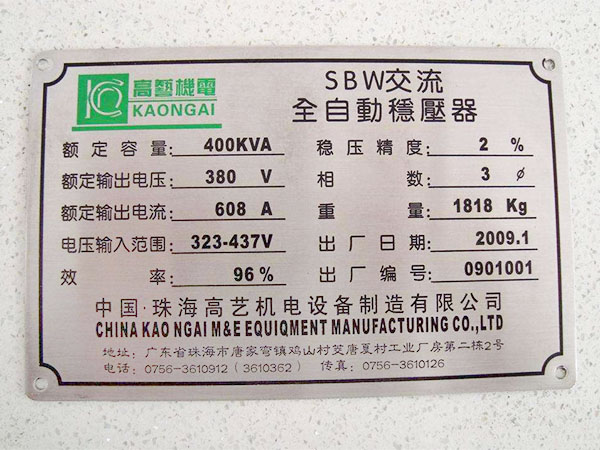 高藝機電
KAONGAI
SBW交流
全自動穩壓器
额定容量: 400KVA 稳压精度: 2 %
额定输出电压: 380 V 相数: 3 ø
额定输出电流: 608 A 重量: 1818 Kg
电压输入范围: 323-437V 出厂日期: 2009.1
效率: 96% 出厂编号: 0901001
中国·珠海高艺机电设备制造有限公司
CHINA KAO NGAI M&E EQUIQMENT MANUFACTURING CO.,LTD
地址: 广东省珠海市唐家弯镇鸡山村茭唐夏村工业厂房第二栋2号
电话: 0756-3610912 (3610362) 传真: 0756-3610126